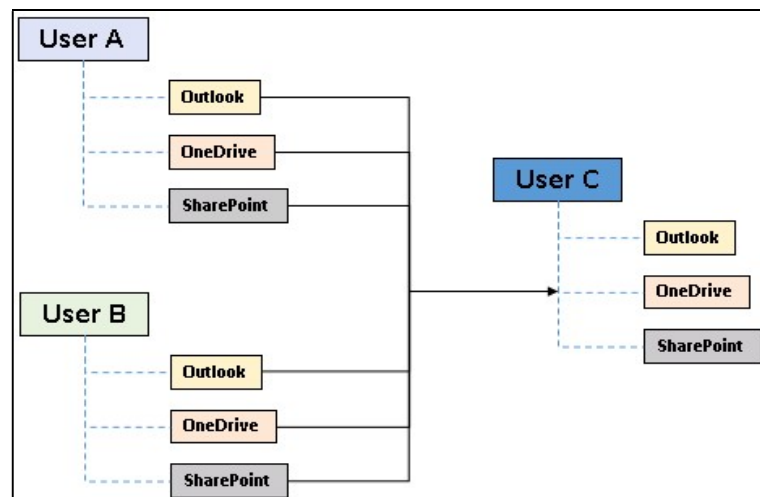 User A
Outlook
OneDrive
SharePoint
User B
Outlook
OneDrive
SharePoint
User C
Outlook
OneDrive
SharePoint